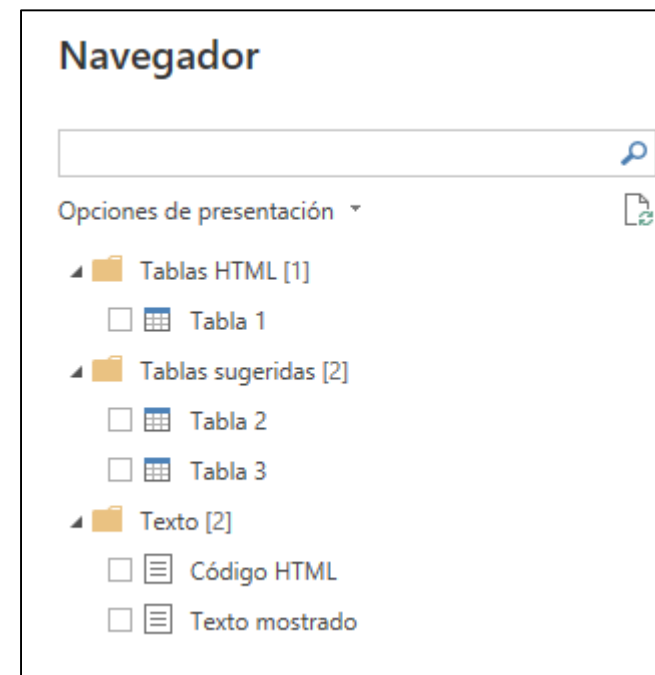 Navegador
Opciones de presentación
Tablas HTML [1]
Tabla 1
Tablas sugeridas [2]
Tabla 2
Tabla 3
Texto [2]
Código HTML
Texto mostrado